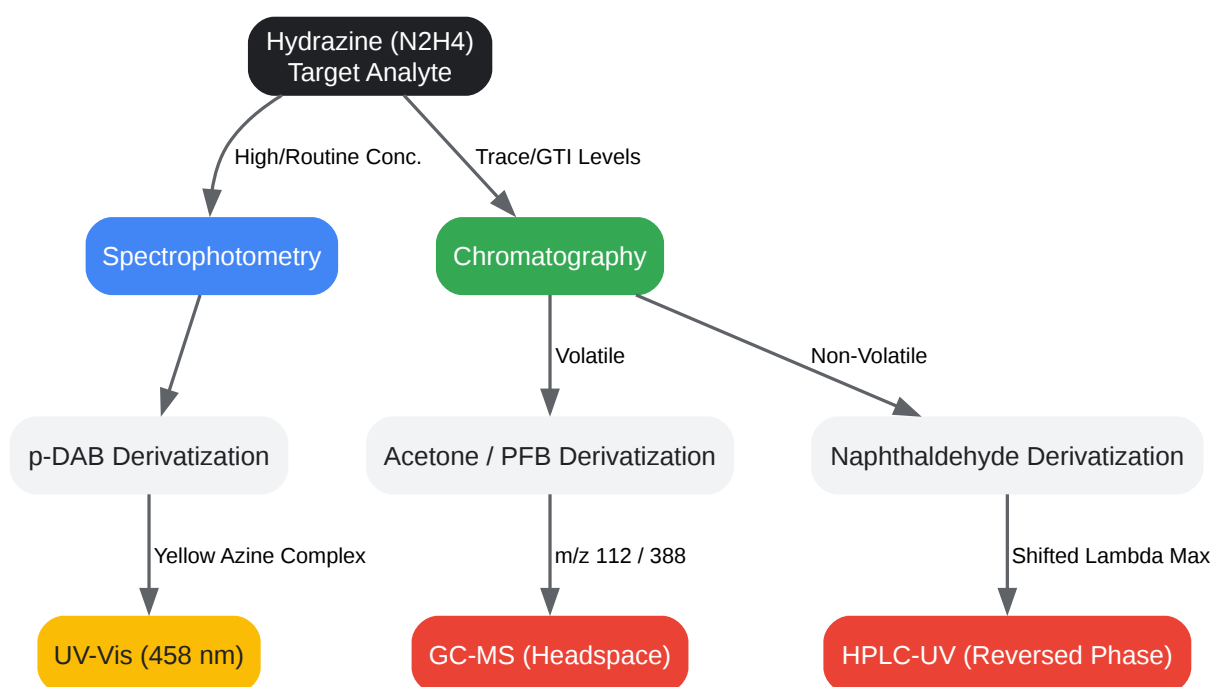 Hydrazine (N2H4)
Target Analyte
High/Routine Conc.
Trace/GTI Levels
Spectrophotometry
Chromatography
Volatile
Non-Volatile
p-DAB Derivatization
Acetone / PFB Derivatization
Naphthaldehyde Derivatization
Yellow Azine Complex
m/z 112 / 388
Shifted Lambda Max
UV-Vis (458 nm)
GC-MS (Headspace)
HPLC-UV (Reversed Phase)